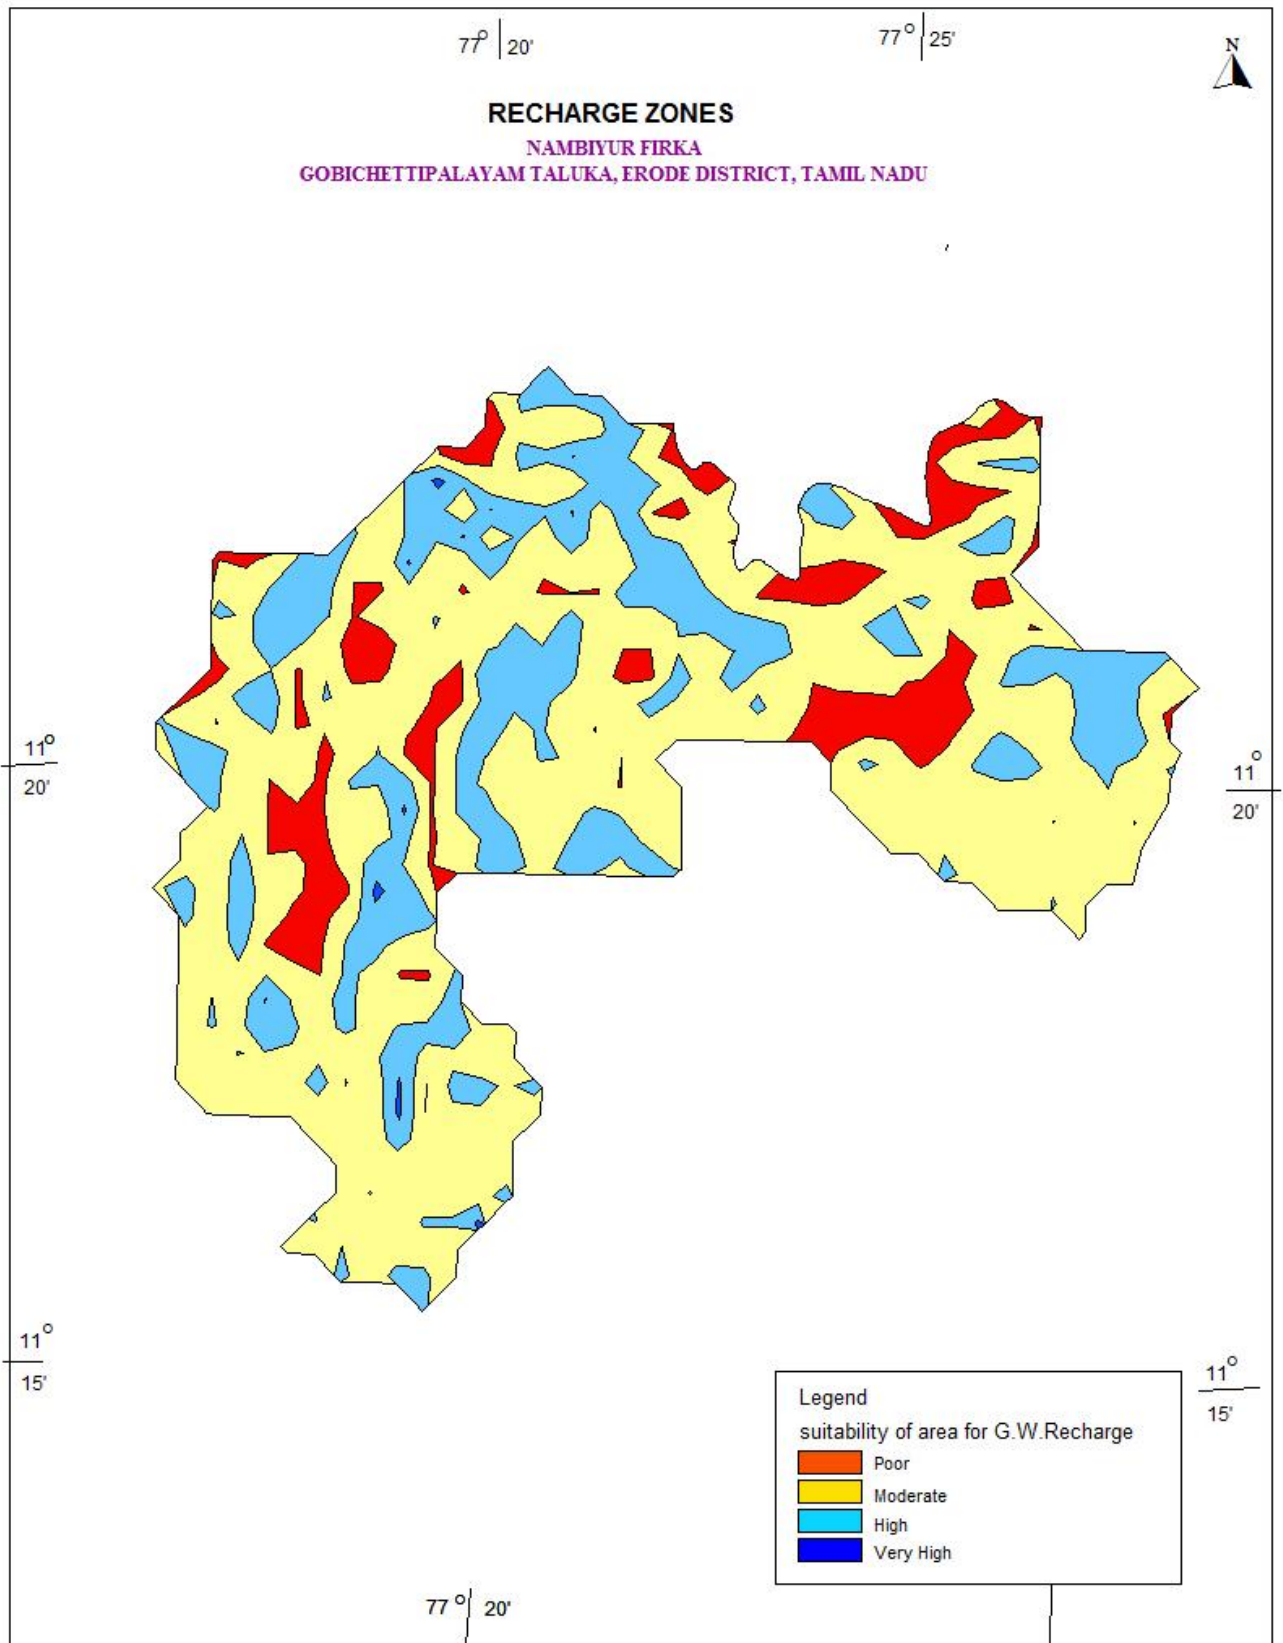 77° 20'
77° 25'
N
RECHARGE ZONES
NAMBIYUR FIRKA
GOBICHETTIPALAYAM TALUKA, ERODE DISTRICT, TAMIL NADU
11°
20'
11°
20'
11°
15'
11°
15'
Legend
suitability of area for G.W.Recharge
Poor
Moderate
High
Very High
77° 20'